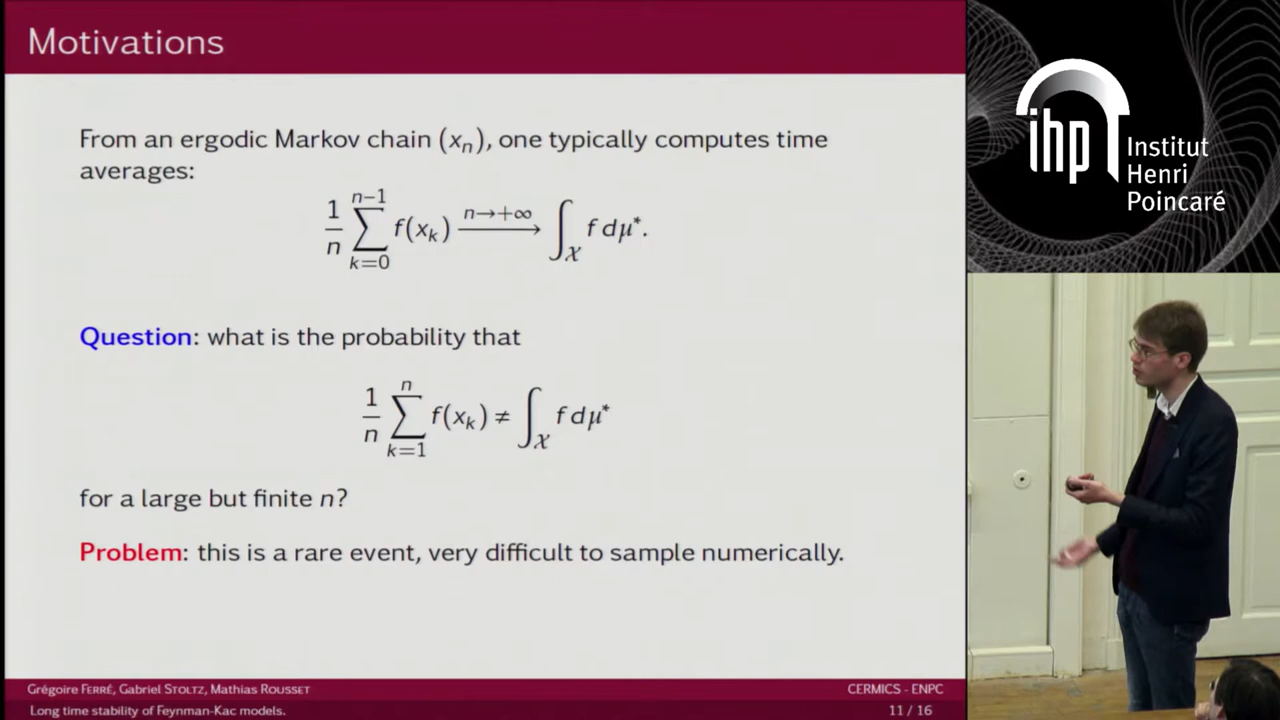 Motivations
From an ergodic Markov chain (xₙ), one typically computes time
averages:
1/n ∑_{k=0}^{n−1} f(x_k) \xrightarrow{n→+∞} ∫_𝒳 f dμ*.
Question: what is the probability that
1/n ∑_{k=1}^{n} f(x_k) ≠ ∫_𝒳 f dμ*
for a large but finite n?
Problem: this is a rare event, very difficult to sample numerically.
Grégoire FERRÉ, Gabriel STOLTZ, Mathias ROUSSET
CERMICS - ENPC
Long time stability of Feynman-Kac models.
11 / 16
ihp
Institut
Henri
Poincaré